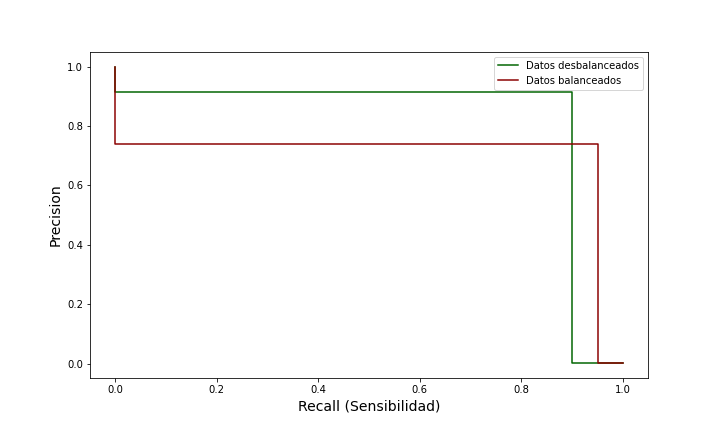 Datos desbalanceados
Datos balanceados
1.0
0.8
0.6
0.4
0.2
0.0
Precision
0.0 0.2 0.4 0.6 0.8 1.0
Recall (Sensibilidad)